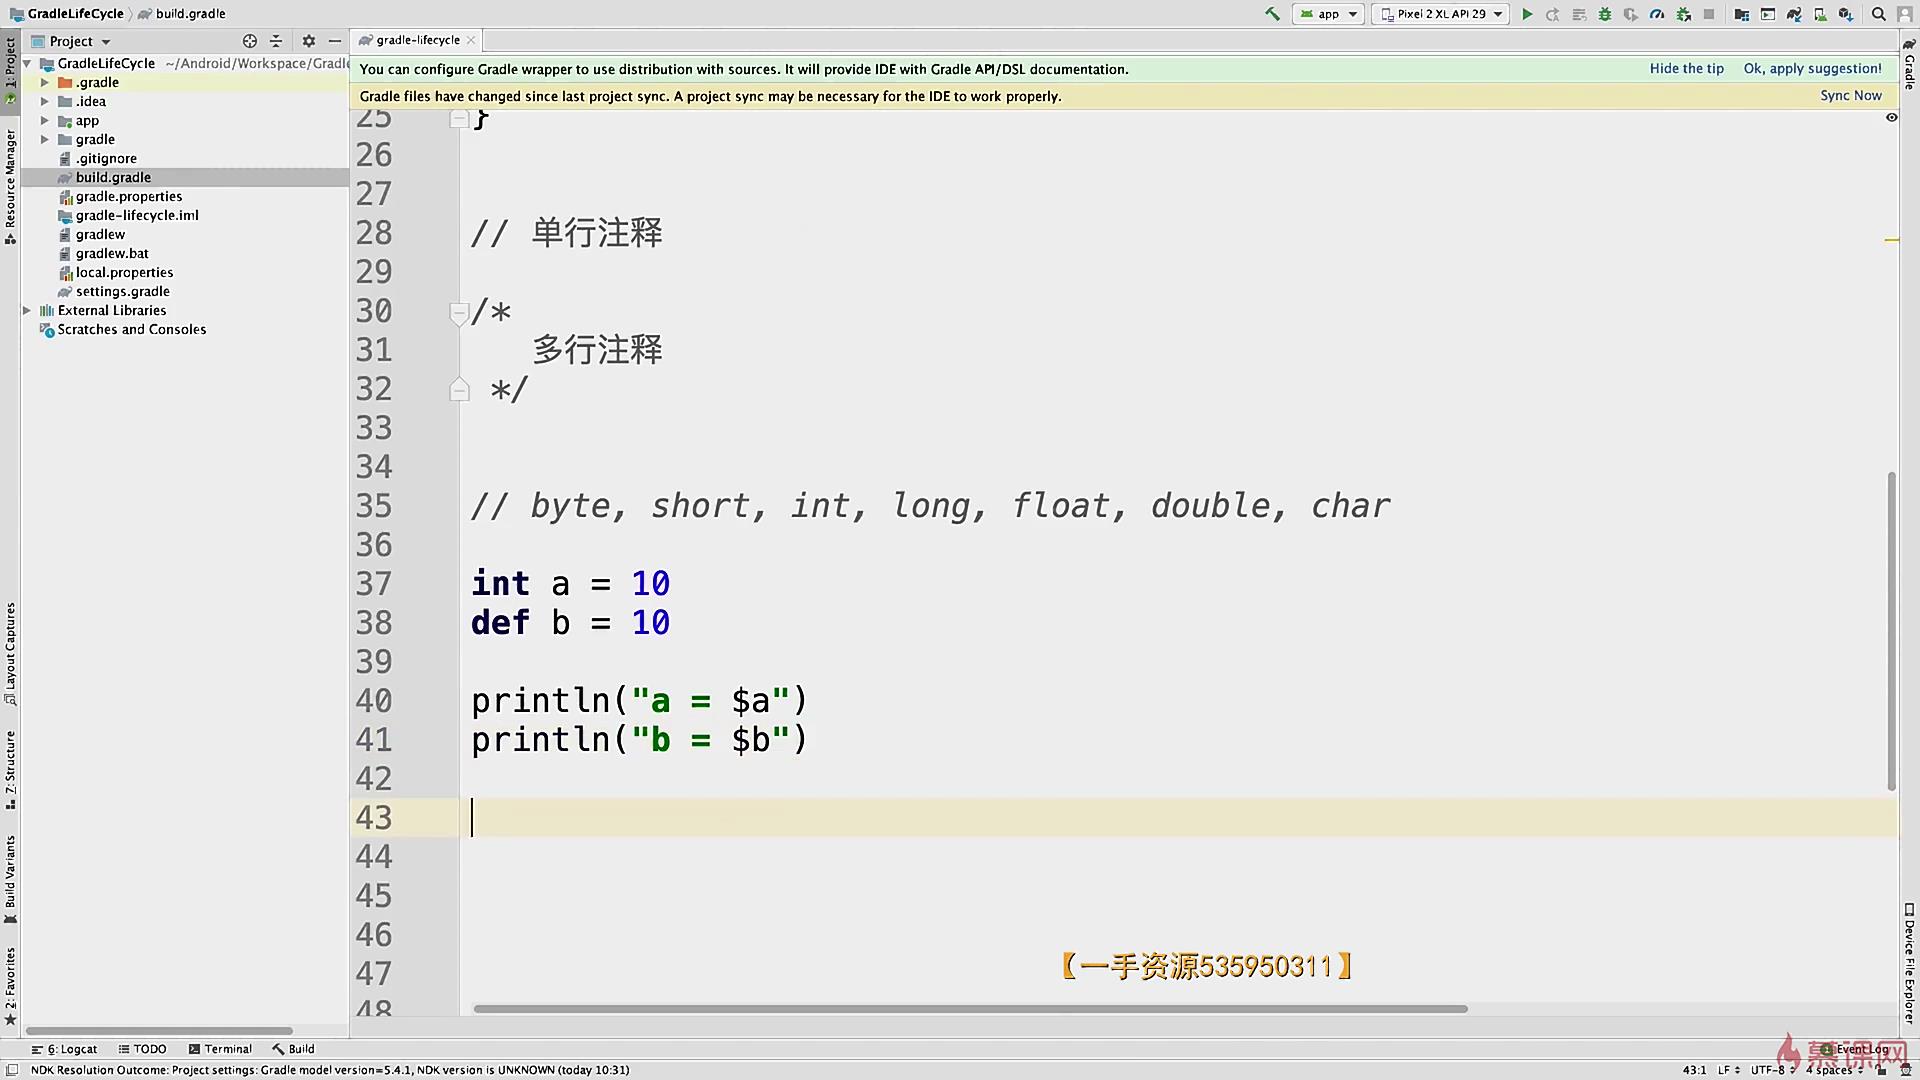 GradleLifeCycle
build.gradle
app
Pixel 2 XL API 29
Project
gradle-lifecycle
GradleLifeCycle ~/Android/Workspace/Gradle
.gradle
.idea
app
gradle
.gitignore
build.gradle
gradle.properties
gradle-lifecycle.iml
gradlew
gradlew.bat
local.properties
settings.gradle
External Libraries
Scratches and Consoles
1: Project
Resource Manager
Layout Captures
7: Structure
Build Variants
2: Favorites
You can configure Gradle wrapper to use distribution with sources. It will provide IDE with Gradle API/DSL documentation.
Hide the tip
Ok, apply suggestion!
Gradle files have changed since last project sync. A project sync may be necessary for the IDE to work properly.
Sync Now
25 }
26
27
28 // 单行注释
29
30 /*
31 多行注释
32 */
33
34
35 // byte, short, int, long, float, double, char
36
37 int a = 10
38 def b = 10
39
40 println("a = $a")
41 println("b = $b")
42
43
44
45
46
47
48
【一手资源535950311】
Gradle
Device File Explorer
6: Logcat
TODO
Terminal
Build
Event Log
慕课网
NDK Resolution Outcome: Project settings: Gradle model version=5.4.1, NDK version is UNKNOWN (today 10:31)
43:1 LF UTF-8 4 spaces